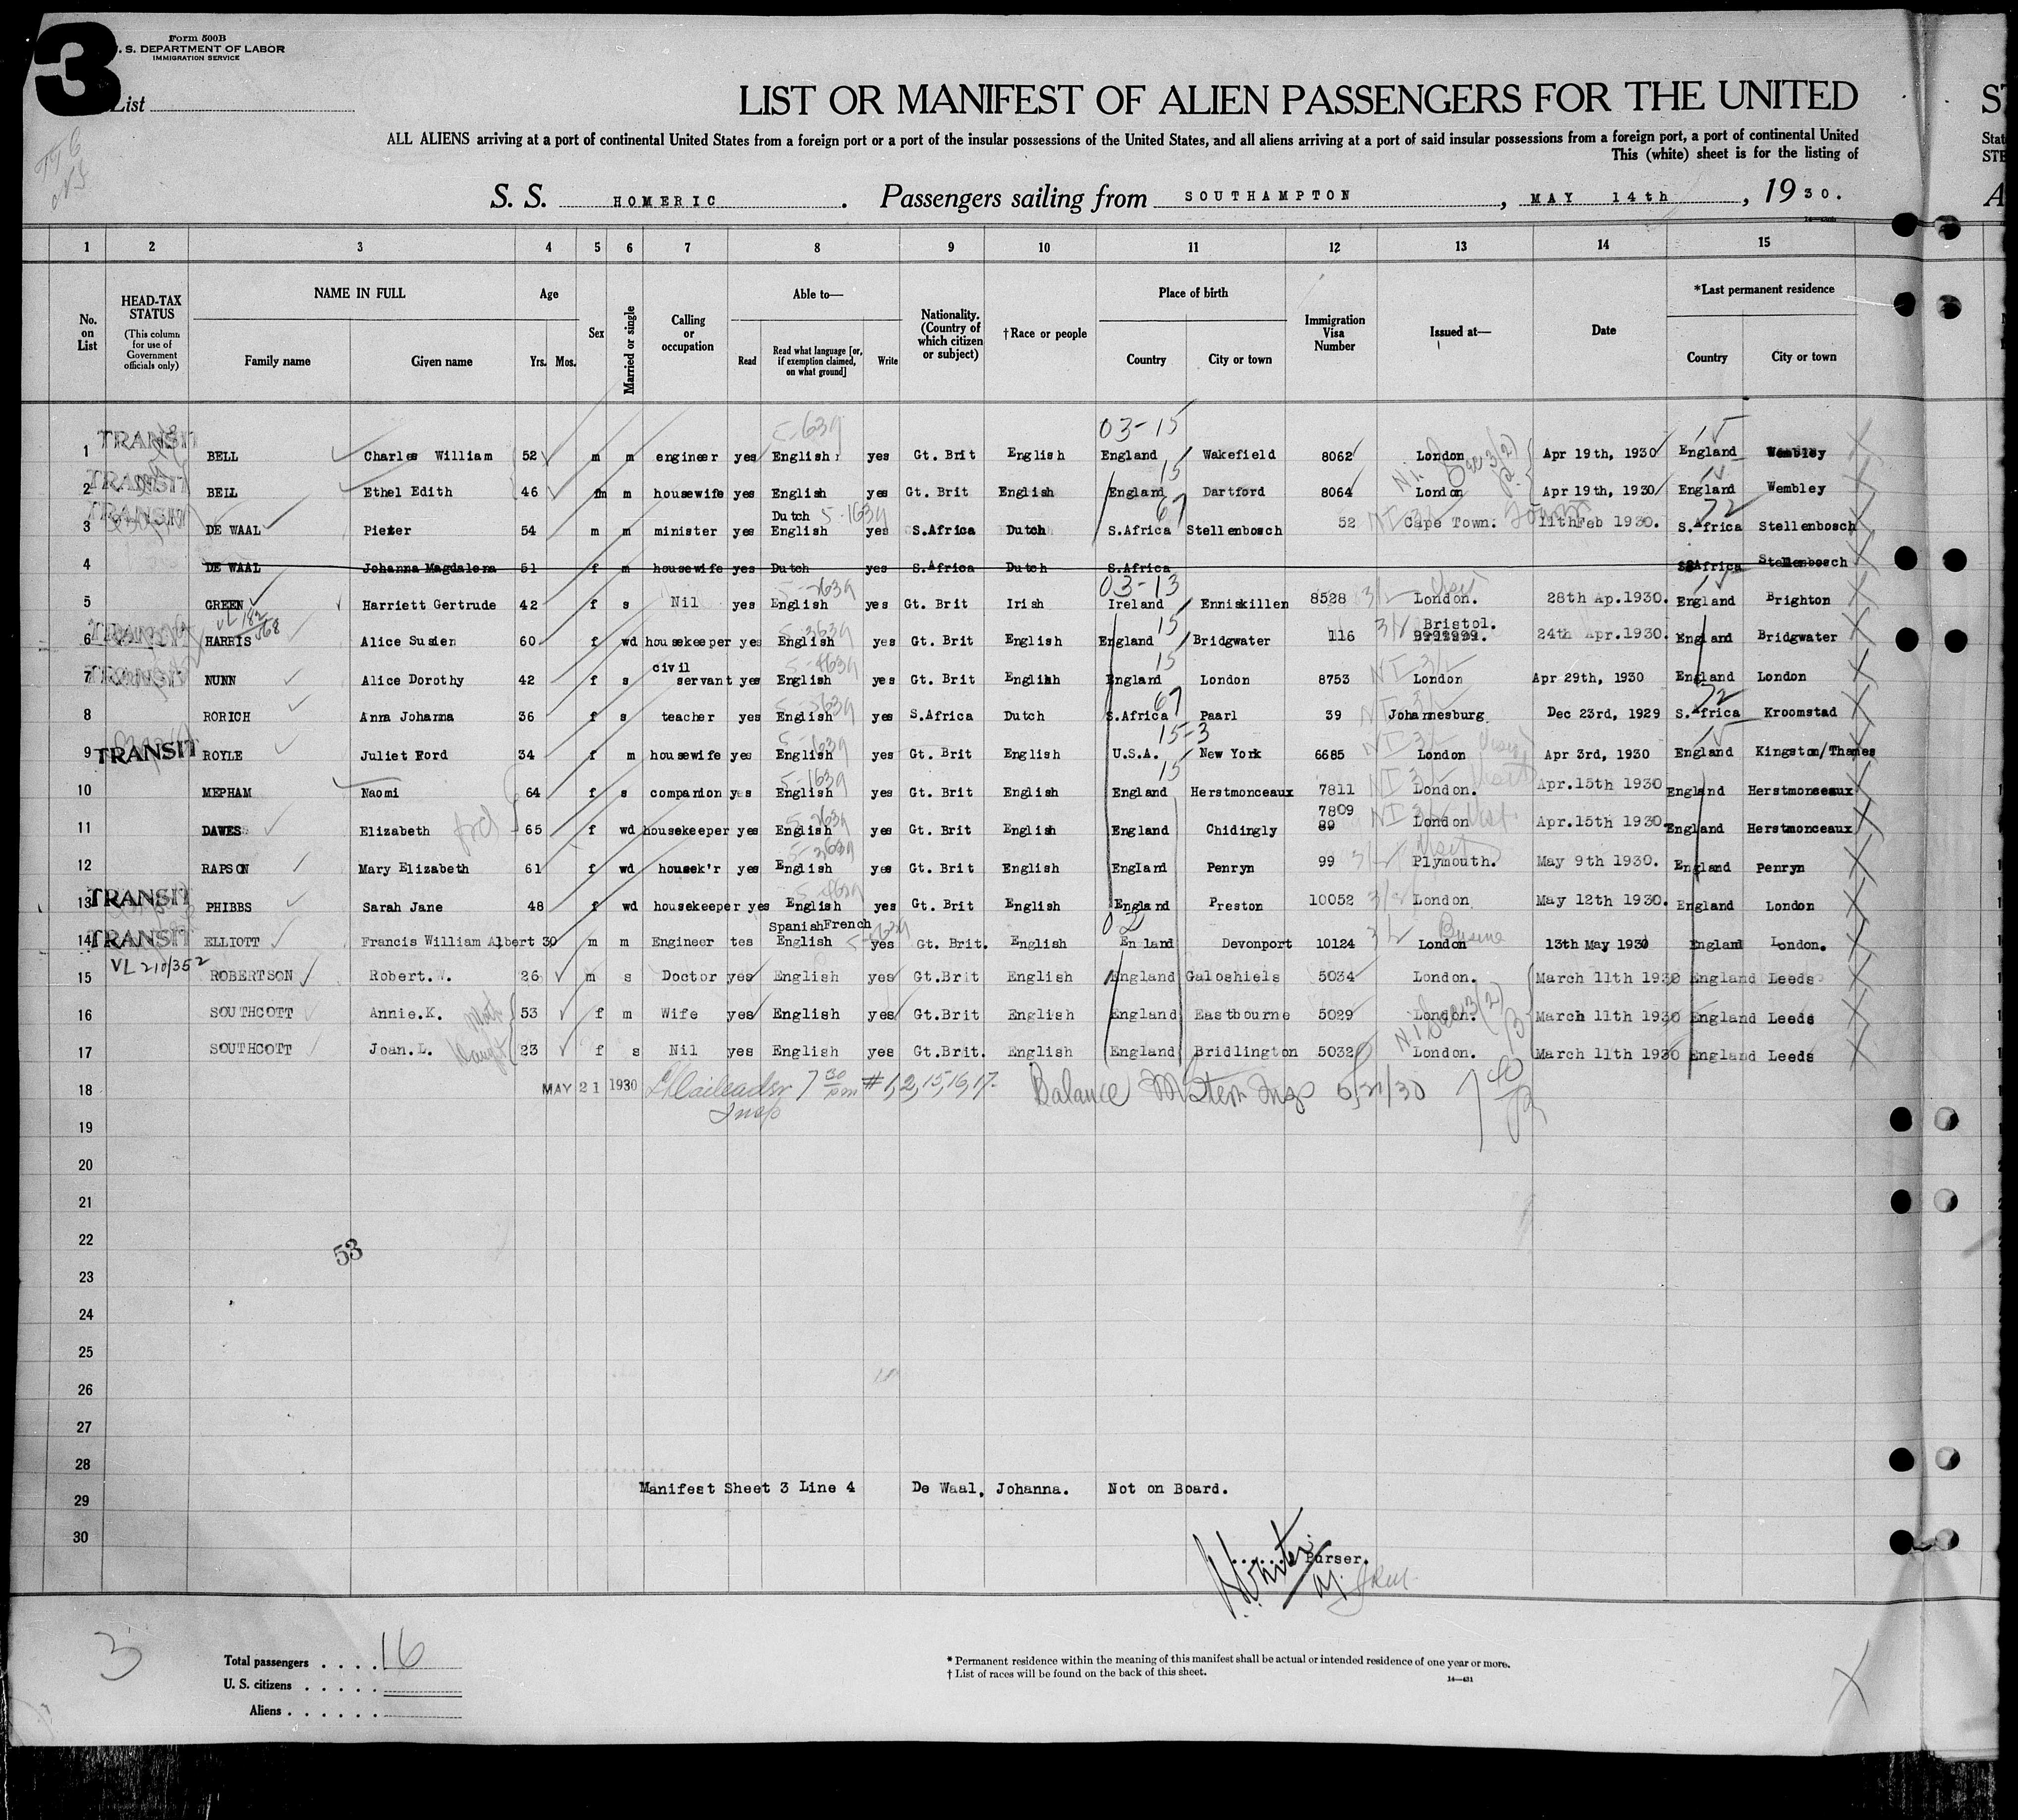 3
Form 500B
U. S. DEPARTMENT OF LABOR
IMMIGRATION SERVICE
List
LIST OR MANIFEST OF ALIEN PASSENGERS FOR THE UNITED
ALL ALIENS arriving at a port of continental United States from a foreign port or a port of the insular possessions of the United States, and all aliens arriving at a port of said insular possessions from a foreign port, a port of continental United
This (white) sheet is for the listing of
S. S. HOMERIC. Passengers sailing from SOUTHAMPTON, MAY 14th, 1930.
1 2 3 4 5 6 7 8 9 10 11 12 13 14 15
No. on List
HEAD-TAX STATUS (This column for use of Government officials only)
NAME IN FULL Family name Given name
Age Yrs. Mos.
Sex
Married or single
Calling or occupation
Able to— Read Read what language [or, if exemption claimed, on what ground] Write
Nationality. (Country of which citizen or subject)
†Race or people
Place of birth Country City or town
Immigration Visa Number
Issued at—
Date
*Last permanent residence Country City or town
03-15
1 TRANSIT BELL Charles William 52 m m engineer yes English yes Gt. Brit English England Wakefield 8062 London Apr 19th, 1930 England Wembley
2 TRANSIT BELL Ethel Edith 46 fm m housewife yes English yes Gt. Brit English England Dartford 8064 London Apr 19th, 1930 England Wembley
3 TRANSIT DE WAAL Pieter 54 m m minister yes Dutch English yes S.Africa Dutch S.Africa Stellenbosch 52 Cape Town. 11thFeb 1930. S.Africa Stellenbosch
4 DE WAAL Johanna Magdalena 51 f m housewife yes Dutch yes S.Africa Dutch S.Africa S.Africa Stellenbosch
03-13
5 GREEN Harriett Gertrude 42 f s Nil yes English yes Gt. Brit Irish Ireland Enniskillen 8528 London. 28th Ap.1930. England Brighton
6 TRANSIT HARRIS Alice Susien 60 f wd housekeeper yes English yes Gt. Brit English England Bridgwater 116 Bristol. 24th Apr.1930. England Bridgwater
7 TRANSIT NUNN Alice Dorothy 42 f s civil servant yes English yes Gt. Brit English England London 8753 London Apr 29th, 1930 England London
8 RORICH Anna Johanna 36 f s teacher yes English yes S.Africa Dutch S.Africa Paarl 39 Johannesburg Dec 23rd, 1929 S.Africa Kroomstad
15-3
9 TRANSIT ROYLE Juliet Ford 34 f m housewife yes English yes Gt. Brit English U.S.A. New York 6685 London Apr 3rd, 1930 England Kingston/Thames
10 MEPHAM Naomi 64 f s companion yes English yes Gt. Brit English England Herstmonceaux 7811 London. Apr.15th 1930 England Herstmonceaux
11 DAWES Elizabeth 65 f wd housekeeper yes English yes Gt. Brit English England Chidingly 7809 89 London Apr.15th 1930. England Herstmonceaux
12 RAPSON Mary Elizabeth 61 f wd housek'r yes English yes Gt. Brit English England Penryn 99 Plymouth. May 9th 1930. England Penryn
13 TRANSIT PHIBBS Sarah Jane 48 f wd housekeeper yes English yes Gt. Brit English England Preston 10052 London May 12th 1930. England London
14 TRANSIT ELLIOTT Francis William Albert 30 m m Engineer tes Spanish French English yes Gt. Brit. English En land Devonport 10124 London 13th May 1930 England London.
VL 210/352
15 ROBERTSON Robert.W. 26 m s Doctor yes English yes Gt.Brit English England Galoshiels 5034 London. March 11th 1930 England Leeds
16 SOUTHCOTT Annie.K. 53 f m Wife yes English yes Gt.Brit English England Eastbourne 5029 London. March 11th 1930 England Leeds
17 SOUTHCOTT Joan.L. 23 f s Nil yes English yes Gt.Brit. English England Bridlington 5032 London. March 11th 1930 England Leeds
18 MAY 21 1930 7 30 pm #1,2,15,16,17. Balance
19
20
21
22
53
23
24
25
26
27
28
Manifest Sheet 3 Line 4 De Waal, Johanna. Not on Board.
29
30
Purser.
3
Total passengers . . . . 16
U. S. citizens . . . . .
Aliens . . . . . .
* Permanent residence within the meaning of this manifest shall be actual or intended residence of one year or more.
† List of races will be found on the back of this sheet.
14—431